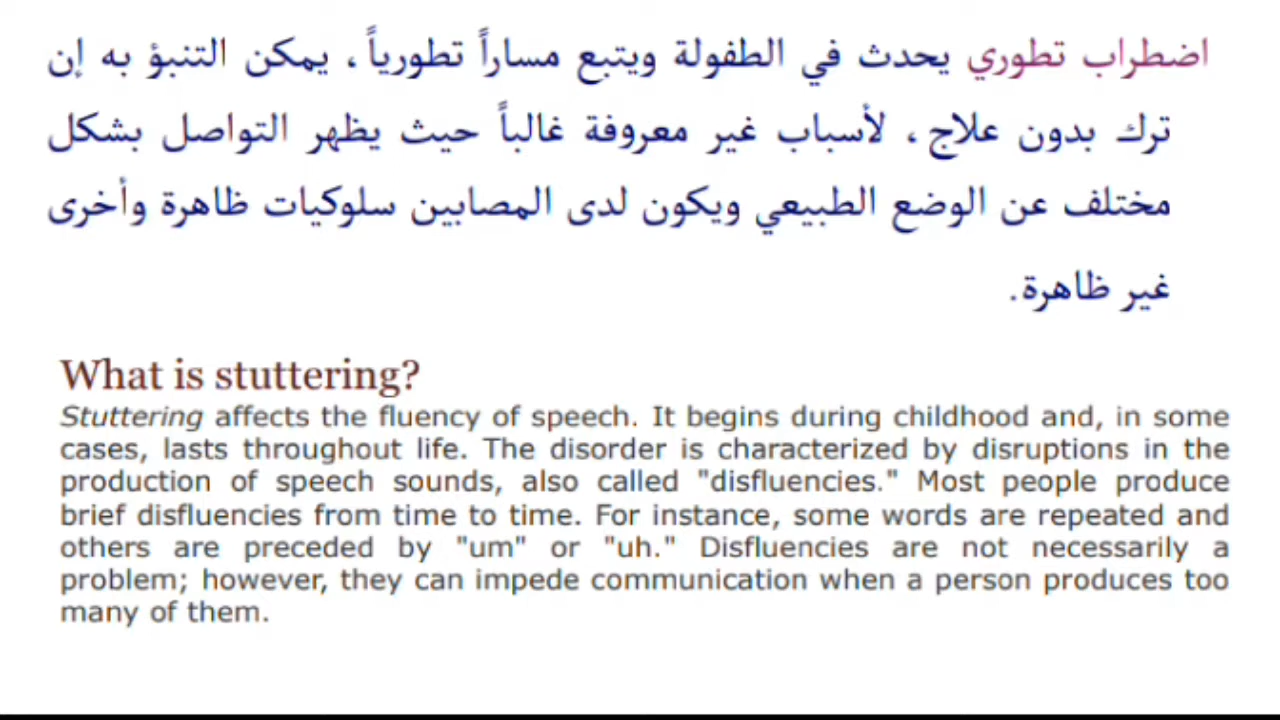 اضطراب تطوري يحدث في الطفولة ويتبع مساراً تطورياً ، يمكن التنبؤ به إن
ترك بدون علاج ، لأسباب غير معروفة غالباً حيث يظهر التواصل بشكل
مختلف عن الوضع الطبيعي ويكون لدى المصابين سلوكيات ظاهرة وأخرى
غير ظاهرة.
What is stuttering?
Stuttering affects the fluency of speech. It begins during childhood and, in some
cases, lasts throughout life. The disorder is characterized by disruptions in the
production of speech sounds, also called "disfluencies." Most people produce
brief disfluencies from time to time. For instance, some words are repeated and
others are preceded by "um" or "uh." Disfluencies are not necessarily a
problem; however, they can impede communication when a person produces too
many of them.